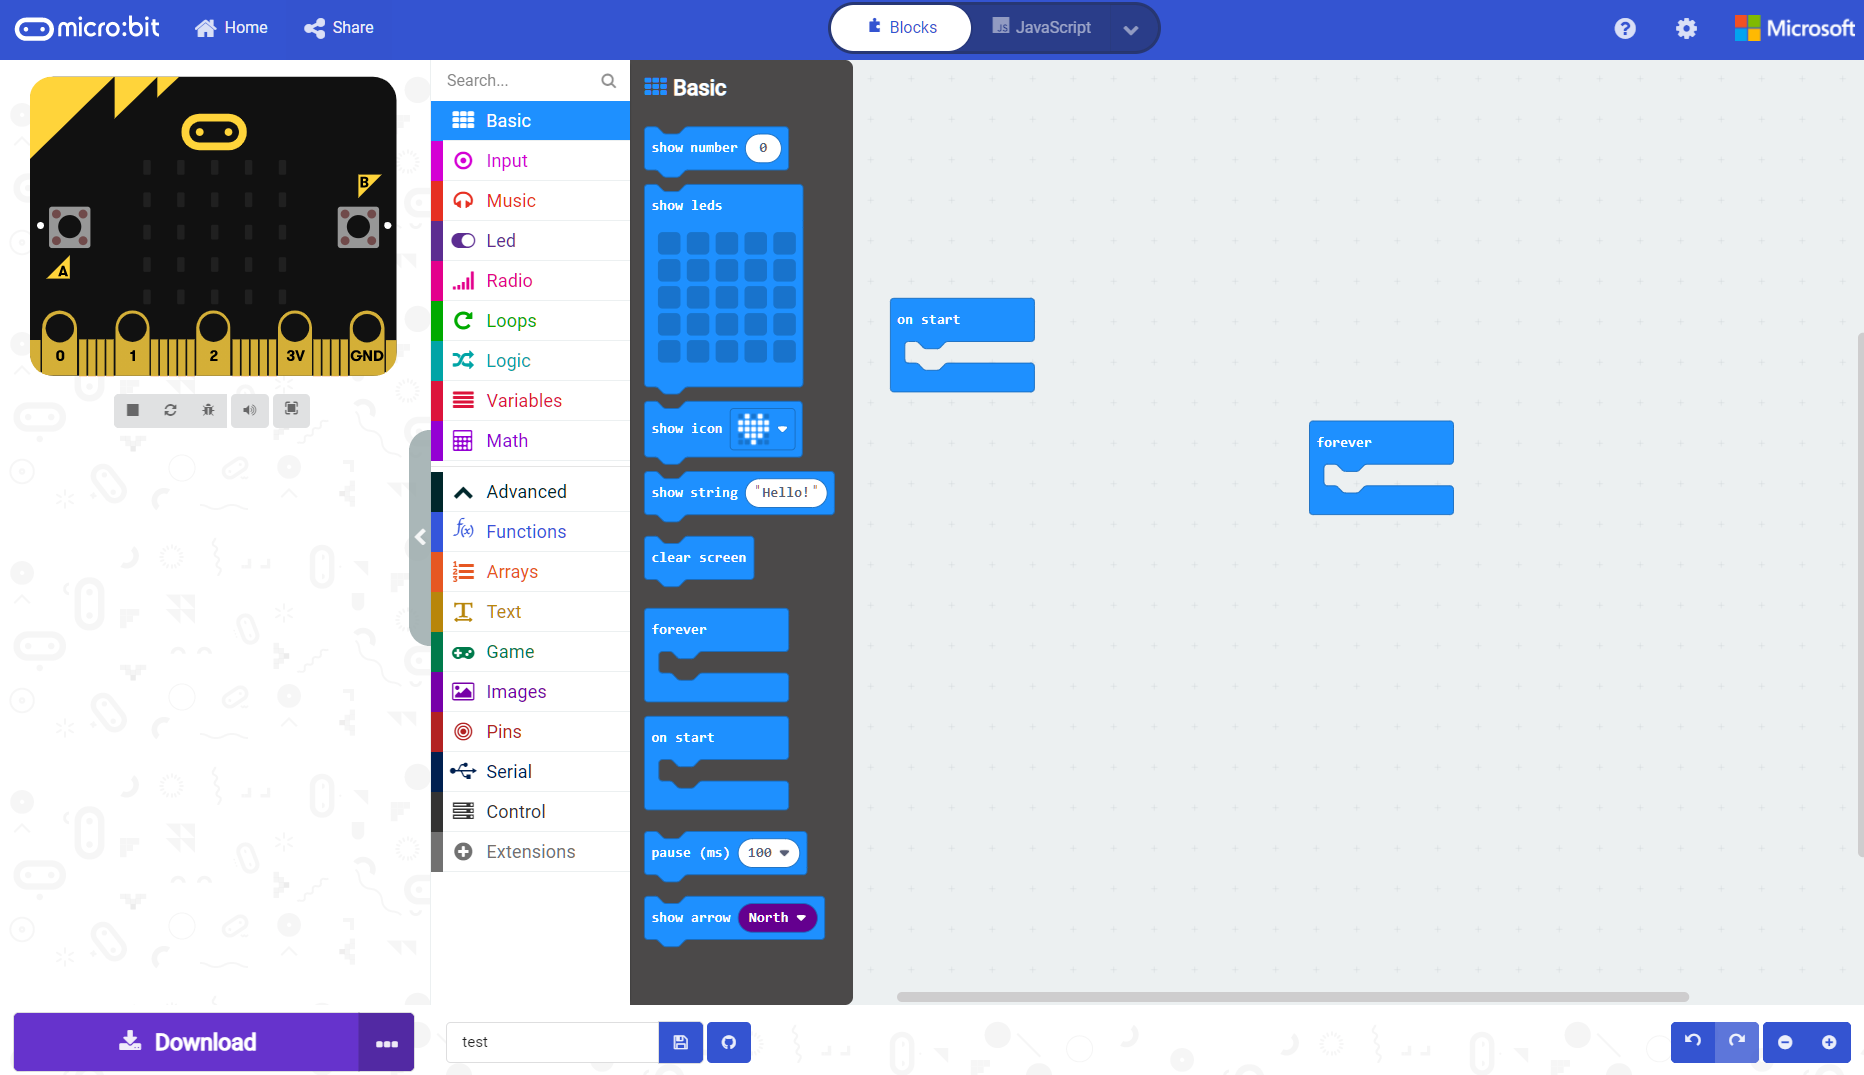 micro:bit Home Share Blocks JavaScript Microsoft
B
A
0 1 2 3V GND
Search...
Basic
Input
Music
Led
Radio
Loops
Logic
Variables
Math
Advanced
Functions
Arrays
Text
Game
Images
Pins
Serial
Control
Extensions
Basic
show number 0
show leds
show icon
show string "Hello!"
clear screen
forever
on start
pause (ms) 100
show arrow North
on start
forever
Download
test